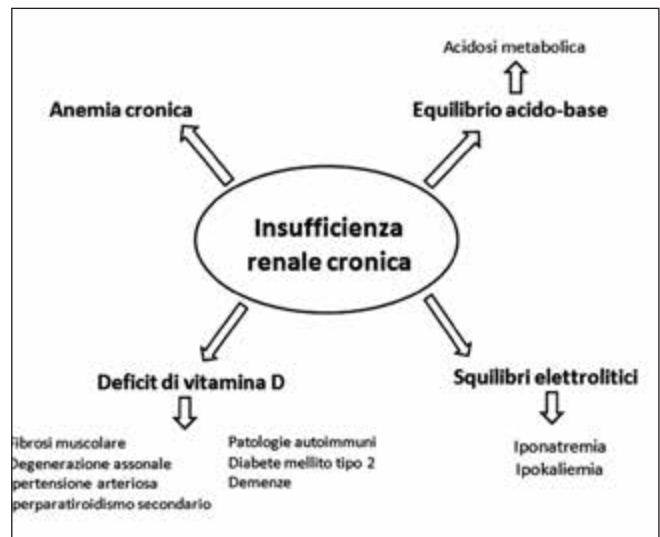 Acidosi metabolica
Anemia cronica
Equilibrio acido-base
Insufficienza
renale cronica
Deficit di vitamina D
Squilibri elettrolitici
Fibrosi muscolare
Degenerazione assonale
pertensione arteriosa
perparatiroidismo secondario
Patologie autoimmuni
Diabete mellito tipo 2
Demenze
Iponatremia
Ipokaliemia